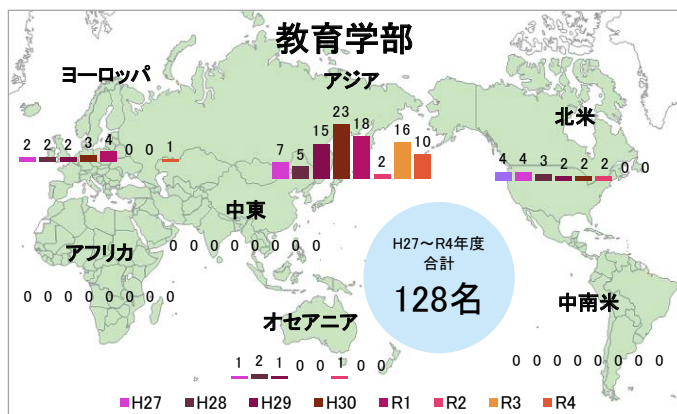 教育学部
ヨーロッパ
アジア
北米
2 2 2 3 4 0 0 1
7 5 15 23 18 2 16 10
4 4 3 2 2 2 0 0
中東
0 0 0 0 0 0 0 0
アフリカ
0 0 0 0 0 0 0 0
H27～R4年度
合計
128名
オセアニア
1 2 1 0 0 1 0 0
中南米
0 0 0 0 0 0 0 0
H27 H28 H29 H30 R1 R2 R3 R4